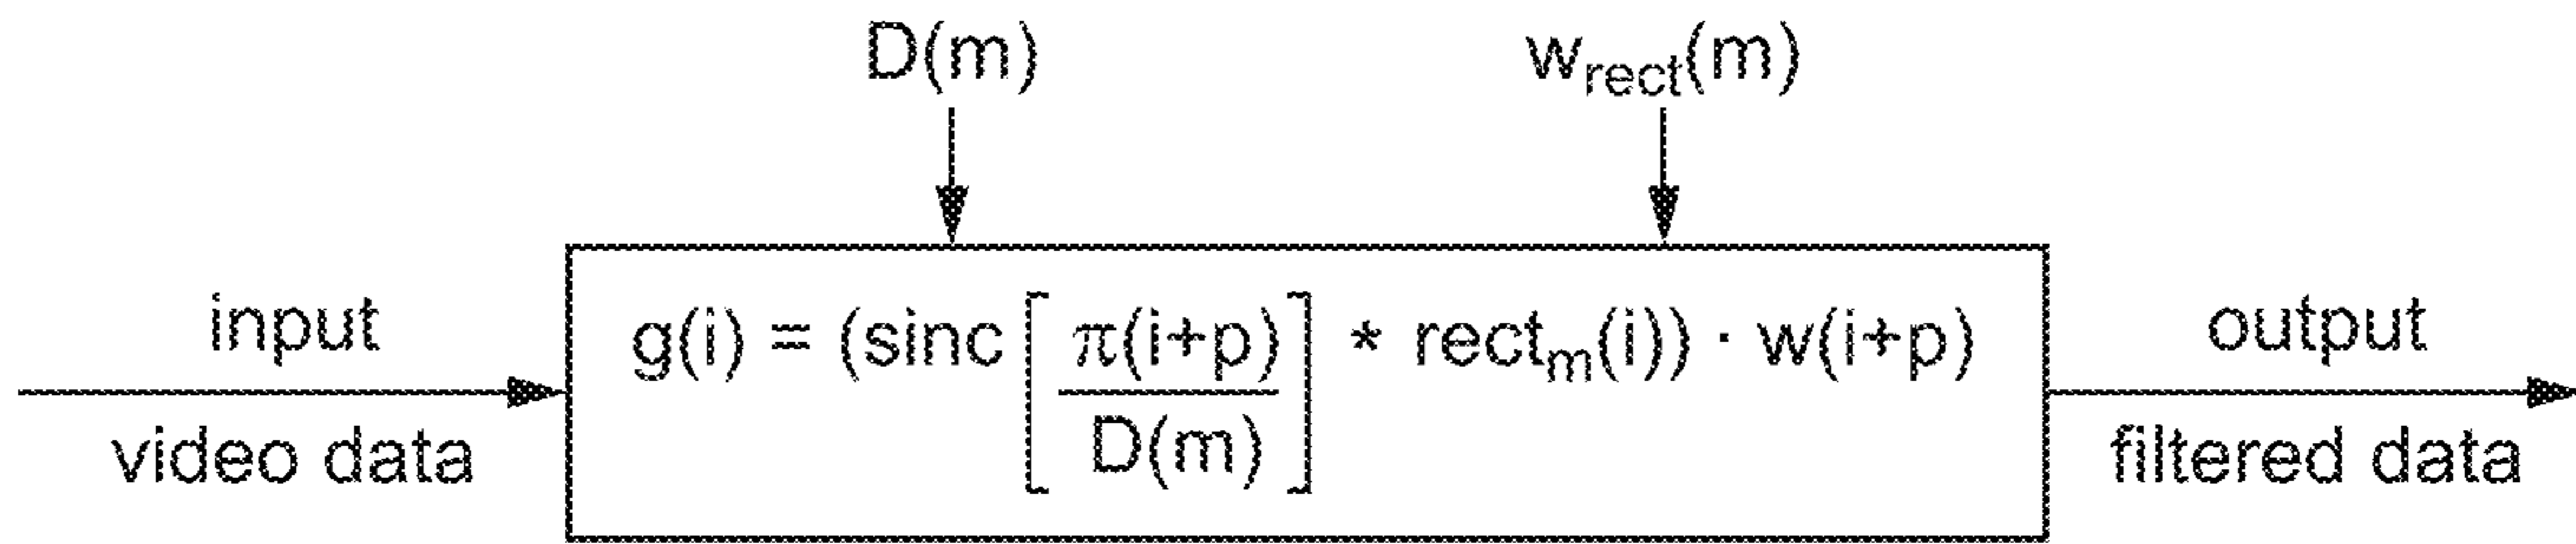 D(m)
w_rect(m)
input
video data
g(i) = (sinc [ π(i+p) / D(m) ] * rect_m(i)) · w(i+p)
output
filtered data